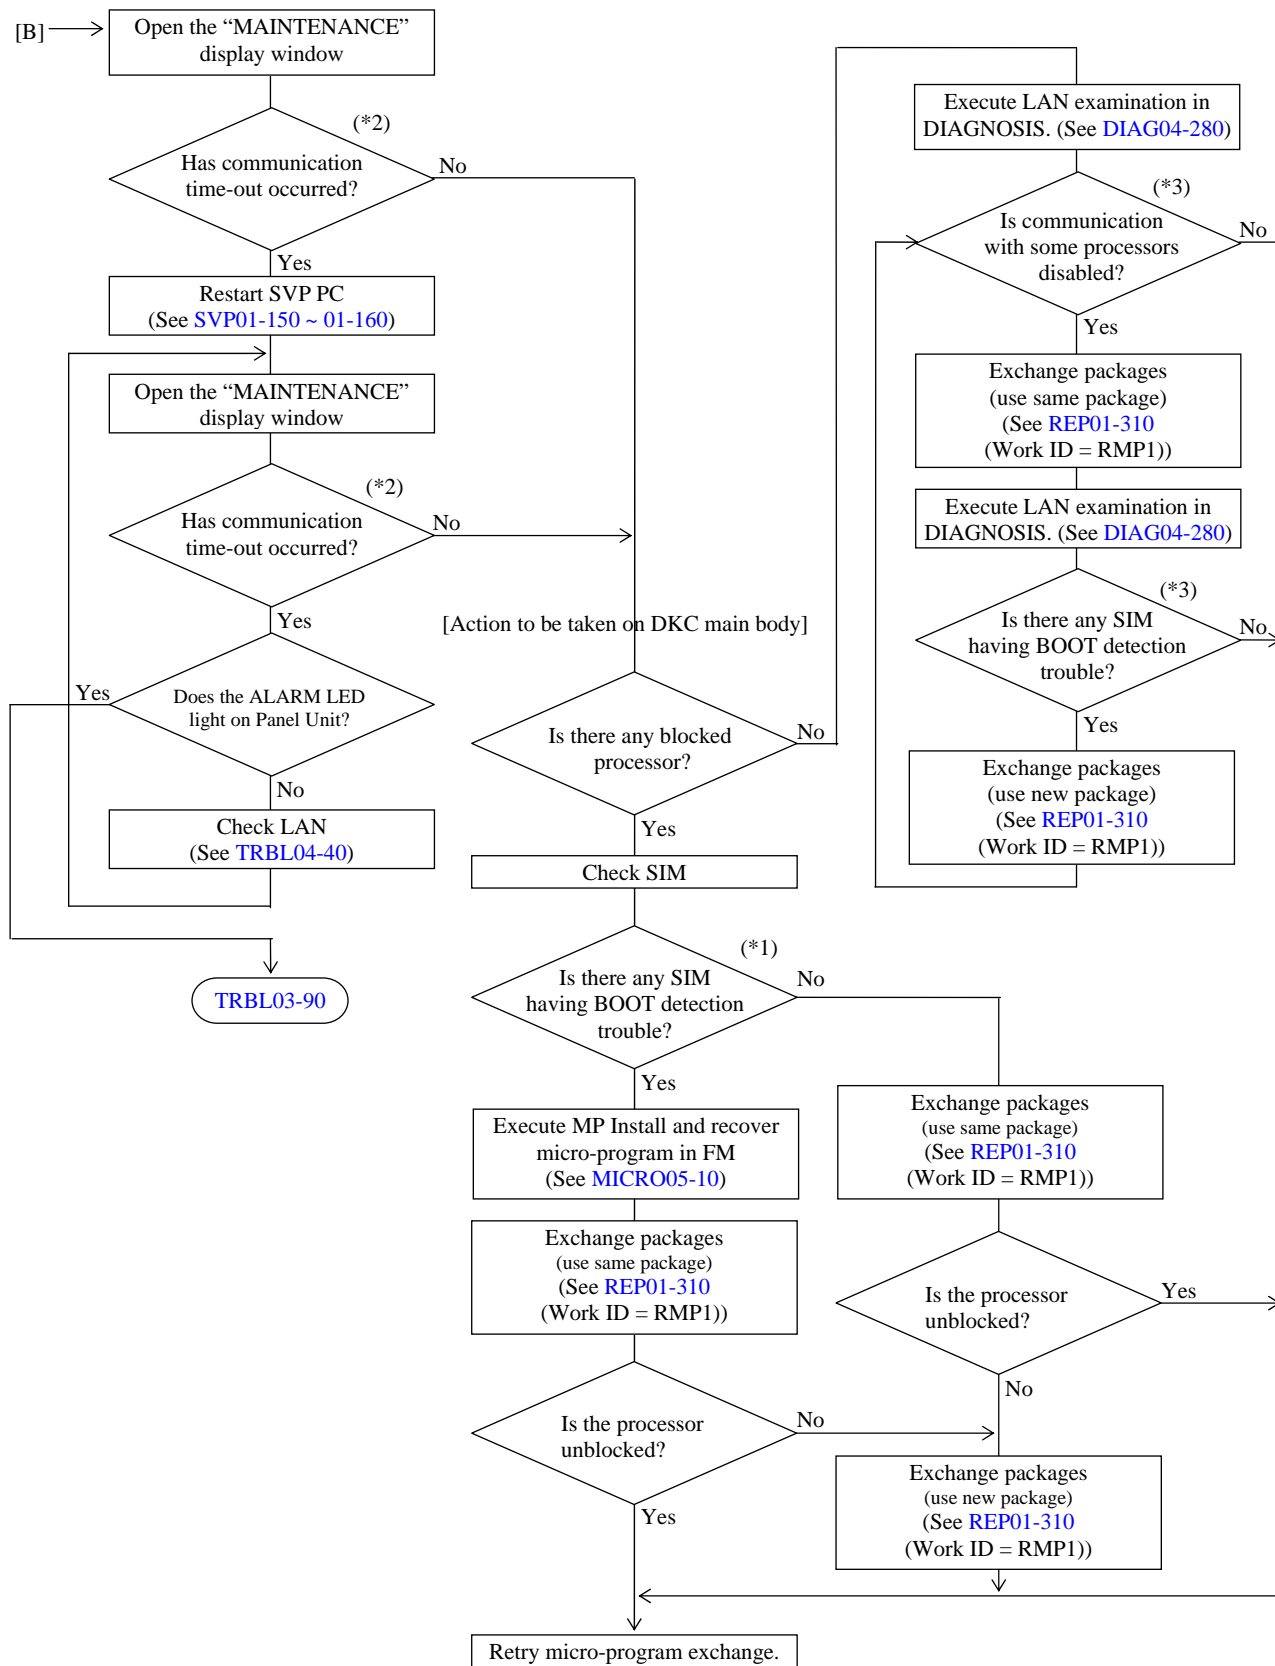 [B]
Open the “MAINTENANCE”
display window
(*2)
Has communication
time-out occurred?
No
Yes
Restart SVP PC
(See SVP01-150 ~ 01-160)
Open the “MAINTENANCE”
display window
(*2)
Has communication
time-out occurred?
No
Yes
Does the ALARM LED
light on Panel Unit?
Yes
No
Check LAN
(See TRBL04-40)
TRBL03-90
[Action to be taken on DKC main body]
Is there any blocked
processor?
No
Yes
Check SIM
(*1)
Is there any SIM
having BOOT detection
trouble?
No
Yes
Execute MP Install and recover
micro-program in FM
(See MICRO05-10)
Exchange packages
(use same package)
(See REP01-310
(Work ID = RMP1))
Is the processor
unblocked?
No
Yes
Retry micro-program exchange.
Execute LAN examination in
DIAGNOSIS. (See DIAG04-280)
(*3)
Is communication
with some processors
disabled?
No
Yes
Exchange packages
(use same package)
(See REP01-310
(Work ID = RMP1))
Execute LAN examination in
DIAGNOSIS. (See DIAG04-280)
(*3)
Is there any SIM
having BOOT detection
trouble?
No
Yes
Exchange packages
(use new package)
(See REP01-310
(Work ID = RMP1))
Exchange packages
(use same package)
(See REP01-310
(Work ID = RMP1))
Is the processor
unblocked?
Yes
No
Exchange packages
(use new package)
(See REP01-310
(Work ID = RMP1))